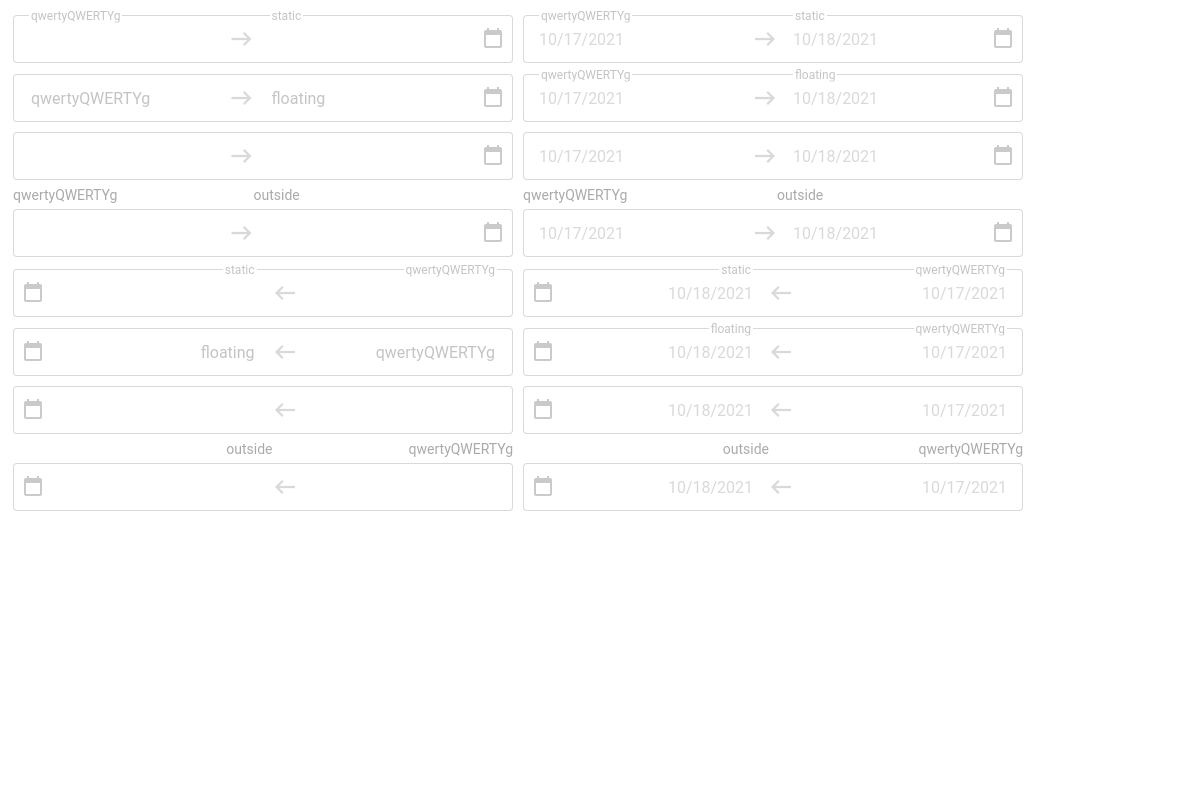 qwertyQWERTYg static qwertyQWERTYg static
10/17/2021 10/18/2021
qwertyQWERTYg floating
qwertyQWERTYg floating 10/17/2021 10/18/2021
10/17/2021 10/18/2021
qwertyQWERTYg outside qwertyQWERTYg outside
10/17/2021 10/18/2021
static qwertyQWERTYg static qwertyQWERTYg
10/18/2021 10/17/2021
floating qwertyQWERTYg
floating qwertyQWERTYg 10/18/2021 10/17/2021
10/18/2021 10/17/2021
outside qwertyQWERTYg outside qwertyQWERTYg
10/18/2021 10/17/2021